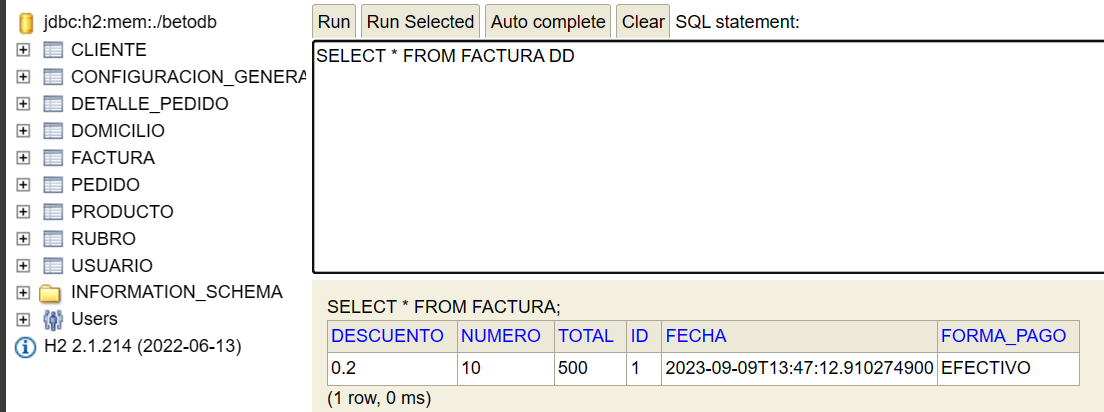 jdbc:h2:mem:./betodb
CLIENTE
CONFIGURACION_GENERA
DETALLE_PEDIDO
DOMICILIO
FACTURA
PEDIDO
PRODUCTO
RUBRO
USUARIO
INFORMATION_SCHEMA
Users
H2 2.1.214 (2022-06-13)
Run Run Selected Auto complete Clear SQL statement:
SELECT * FROM FACTURA DD
SELECT * FROM FACTURA;
DESCUENTO NUMERO TOTAL ID FECHA FORMA_PAGO
0.2 10 500 1 2023-09-09T13:47:12.910274900 EFECTIVO
(1 row, 0 ms)